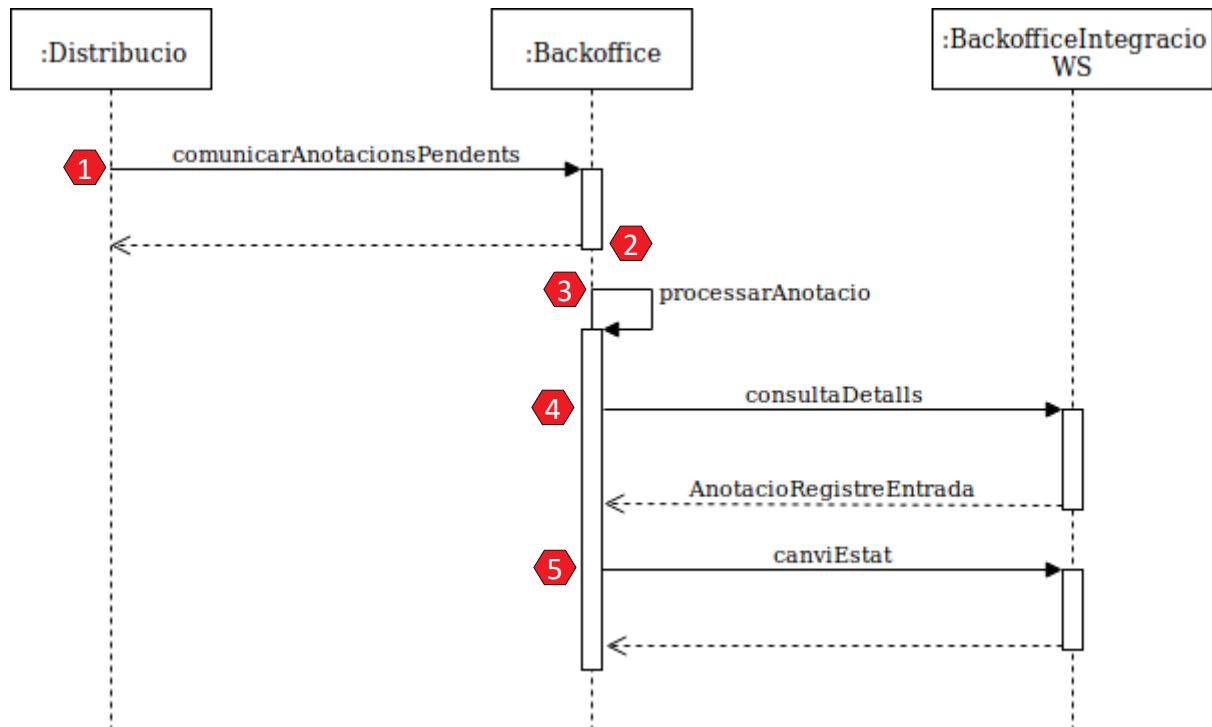 :Distribucio
:Backoffice
:BackofficeIntegracio
WS
1
comunicarAnotacionsPendents
2
3
processarAnotacio
4
consultaDetalls
AnotacioRegistreEntrada
5
canviEstat